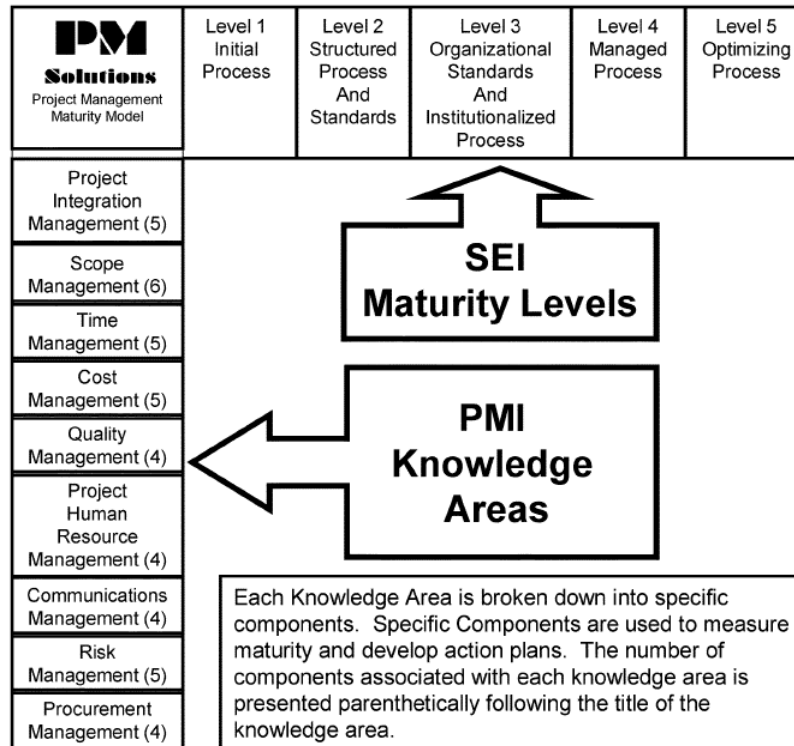 PM
Solutions
Project Management
Maturity Model
Level 1
Initial
Process
Level 2
Structured
Process
And
Standards
Level 3
Organizational
Standards
And
Institutionalized
Process
Level 4
Managed
Process
Level 5
Optimizing
Process
Project
Integration
Management (5)
Scope
Management (6)
Time
Management (5)
Cost
Management (5)
Quality
Management (4)
Project
Human
Resource
Management (4)
Communications
Management (4)
Risk
Management (5)
Procurement
Management (4)
SEI
Maturity Levels
PMI
Knowledge
Areas
Each Knowledge Area is broken down into specific
components.  Specific Components are used to measure
maturity and develop action plans.  The number of
components associated with each knowledge area is
presented parenthetically following the title of the
knowledge area.